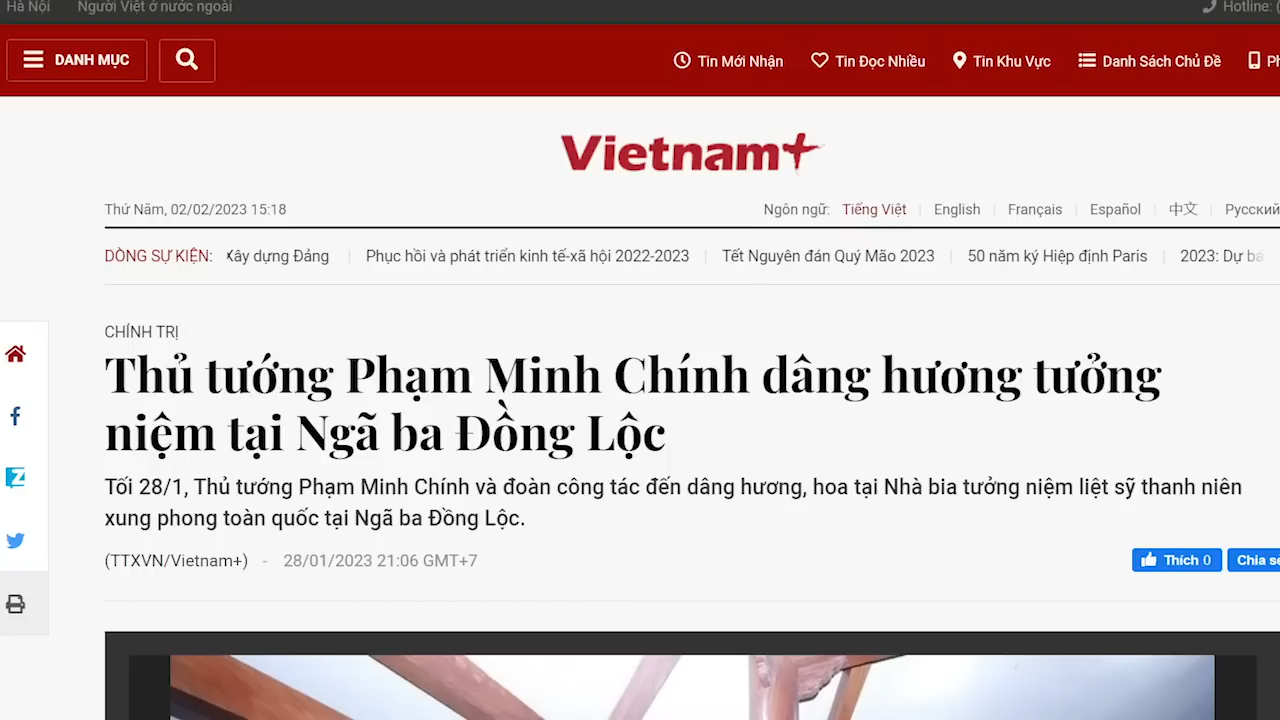 Hà Nội Người Việt ở nước ngoài Hotline: (
DANH MỤC Tin Mới Nhận Tin Đọc Nhiều Tin Khu Vực Danh Sách Chủ Đề Ph
Vietnam+
Thứ Năm, 02/02/2023 15:18 Ngôn ngữ: Tiếng Việt English Français Español 中文 Русский
DÒNG SỰ KIỆN: Xây dựng Đảng Phục hồi và phát triển kinh tế-xã hội 2022-2023 Tết Nguyên đán Quý Mão 2023 50 năm ký Hiệp định Paris 2023: Dự bá
CHÍNH TRỊ
Thủ tướng Phạm Minh Chính dâng hương tưởng
niệm tại Ngã ba Đồng Lộc
Tối 28/1, Thủ tướng Phạm Minh Chính và đoàn công tác đến dâng hương, hoa tại Nhà bia tưởng niệm liệt sỹ thanh niên
xung phong toàn quốc tại Ngã ba Đồng Lộc.
(TTXVN/Vietnam+) - 28/01/2023 21:06 GMT+7 Thích 0 Chia sẻ